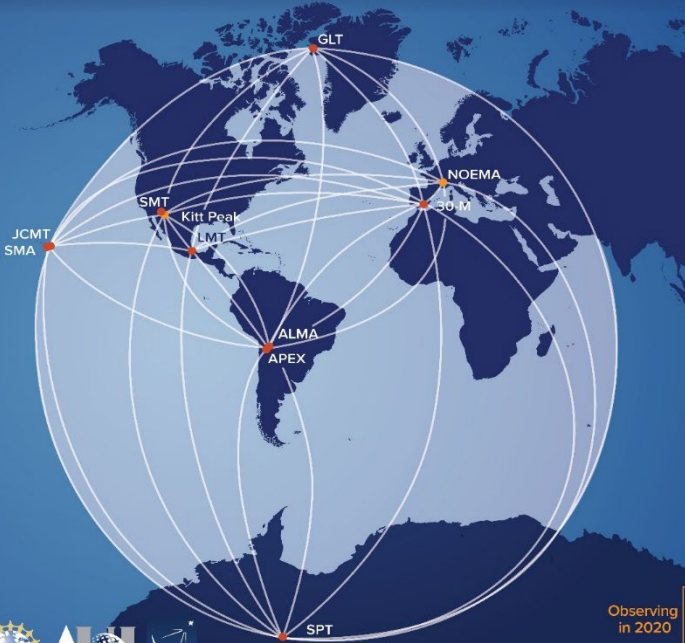 GLT
NOEMA
30-M
SMT
Kitt Peak
LMT
JCMT
SMA
ALMA
APEX
SPT
Observing
in 2020